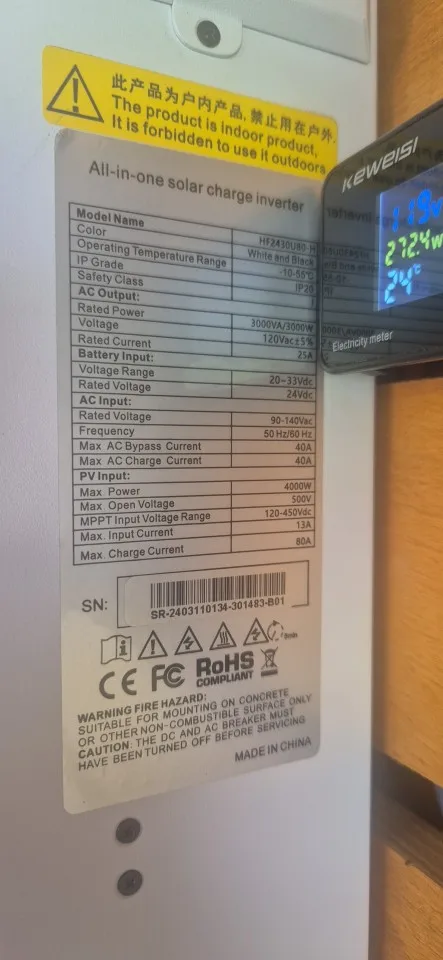 此产品为户内产品,禁止用在户外.
The product is indoor product,
It is forbidden to use it outdoors
All-in-one solar charge inverter
Model Name HF2430U80-H
Color White and Black
Operating Temperature Range -10-55°C
IP Grade IP20
Safety Class I
AC Output:
Rated Power 3000VA/3000W
Voltage 120Vac±5%
Rated Current 25A
Battery Input:
Voltage Range 20-33Vdc
Rated Voltage 24Vdc
AC Input:
Rated Voltage 90-140Vac
Frequency 50 Hz/60 Hz
Max AC Bypass Current 40A
Max AC Charge Current 40A
PV Input:
Max. Power 4000W
Max. Open Voltage 500V
MPPT Input Voltage Range 120-450Vdc
Max. Input Current 13A
Max. Charge Current 80A
SN:
SR-2403110134-301483-B01
CE FC RoHS
COMPLIANT
WARNING FIRE HAZARD:
SUITABLE FOR MOUNTING ON CONCRETE
OR OTHER NON-COMBUSTIBLE SURFACE ONLY
CAUTION: THE DC AND AC BREAKER MUST
HAVE BEEN TURNED OFF BEFORE SERVICING
MADE IN CHINA
KEWEISI
272.4W
24°C
Electricity meter